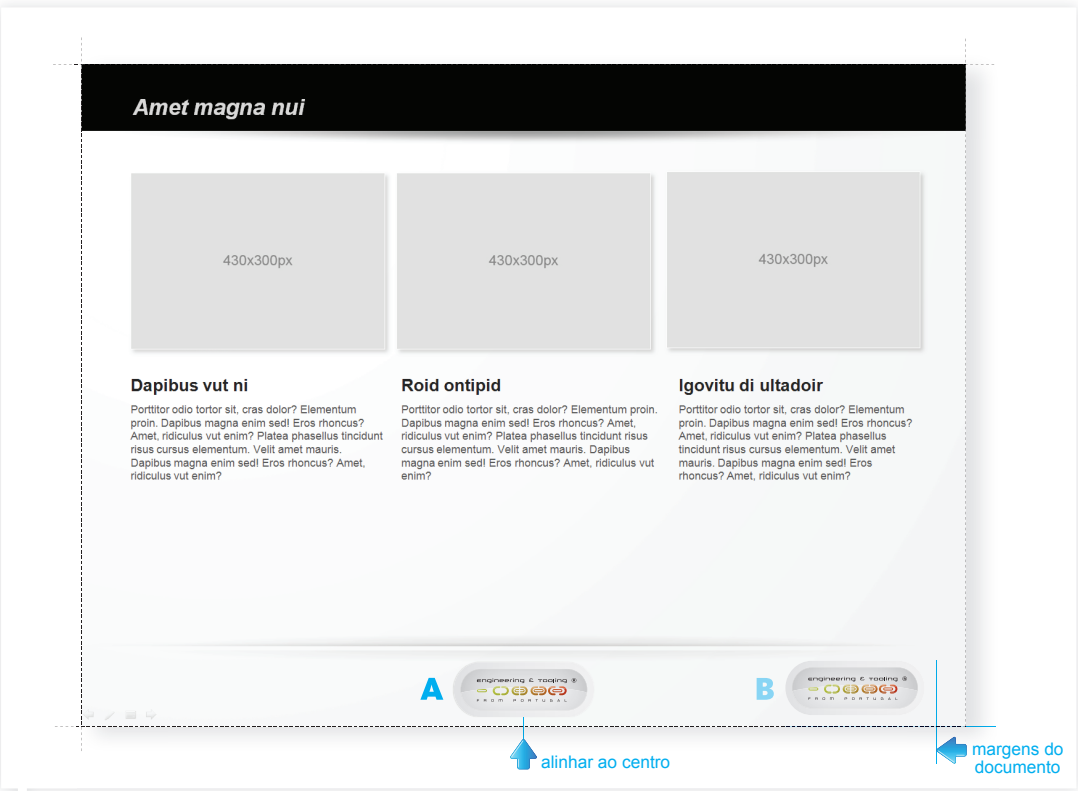 Amet magna nui
430x300px
430x300px
430x300px
Dapibus vut ni
Porttitor odio tortor sit, cras dolor? Elementum
proin. Dapibus magna enim sed! Eros rhoncus?
Amet, ridiculus vut enim? Platea phasellus tincidunt
risus cursus elementum. Velit amet mauris.
Dapibus magna enim sed! Eros rhoncus? Amet,
ridiculus vut enim?
Roid ontipid
Porttitor odio tortor sit, cras dolor? Elementum proin.
Dapibus magna enim sed! Eros rhoncus? Amet,
ridiculus vut enim? Platea phasellus tincidunt risus
cursus elementum. Velit amet mauris. Dapibus
magna enim sed! Eros rhoncus? Amet, ridiculus vut
enim?
Igovitu di ultadoir
Porttitor odio tortor sit, cras dolor? Elementum
proin. Dapibus magna enim sed! Eros rhoncus?
Amet, ridiculus vut enim? Platea phasellus
tincidunt risus cursus elementum. Velit amet
mauris. Dapibus magna enim sed! Eros
rhoncus? Amet, ridiculus vut enim?
A
engineering & Tooling ®
FROM PORTUGAL
B
engineering & Tooling ®
FROM PORTUGAL
alinhar ao centro
margens do
documento